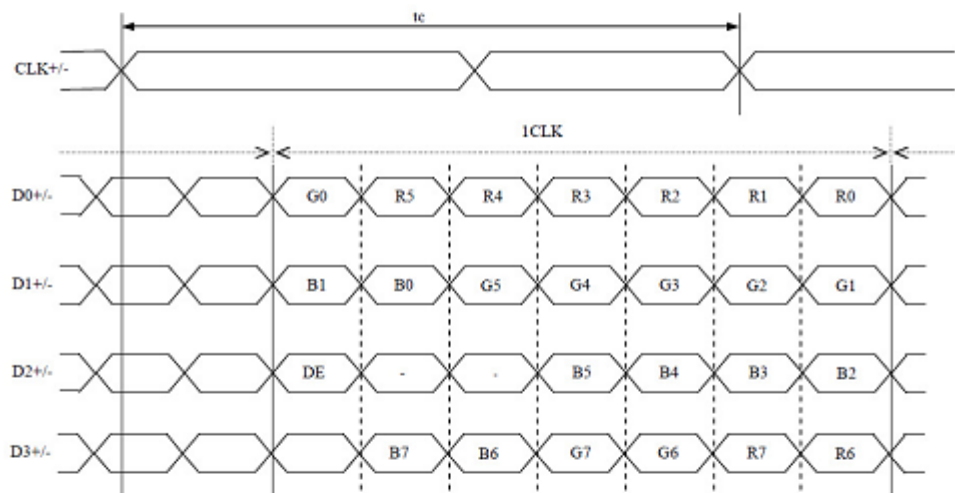 tc
CLK+/-
1CLK
D0+/- G0 R5 R4 R3 R2 R1 R0
D1+/- B1 B0 G5 G4 G3 G2 G1
D2+/- DE - - B5 B4 B3 B2
D3+/- B7 B6 G7 G6 R7 R6